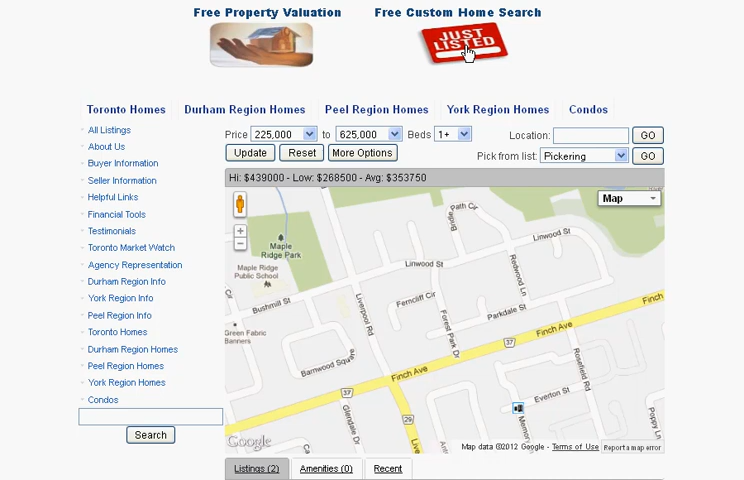 Free Property Valuation Free Custom Home Search
JUST LISTED
Toronto Homes Durham Region Homes Peel Region Homes York Region Homes Condos
All Listings
About Us
Buyer Information
Seller Information
Helpful Links
Financial Tools
Testimonials
Toronto Market Watch
Agency Representation
Durham Region Info
York Region Info
Peel Region Info
Toronto Homes
Durham Region Homes
Peel Region Homes
York Region Homes
Condos
Search
Price 225,000 to 625,000 Beds 1+ Location: GO
Update Reset More Options Pick from list: Pickering GO
Hi: $439000 - Low: $268500 - Avg: $353750
Map
Path Cir
Linwood St
Maple Ridge Park
Linwood St
Maple Ridge Public School
Redwood Ln
Bushmill St
Liverpool Rd
Ferncliff Cir
Parkdale St
Finch
Forest Park Dr
Green Fabric Banners
Finch Ave
37
Barnwood Square
Rosefield Rd
Finch Ave
37
Everton St
Glendale Dr
29
Poppy Ln
Google
Map data ©2012 Google - Terms of Use Report a map error
Listings (2) Amenities (0) Recent